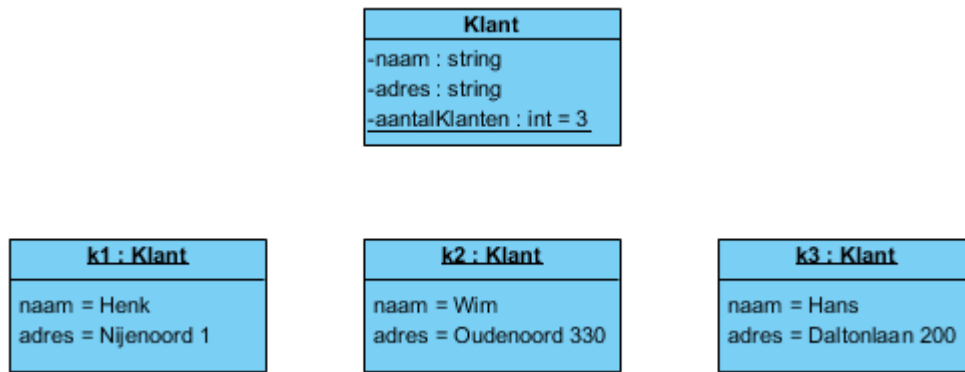 Klant
-naam : string
-adres : string
-aantalKlanten : int = 3
k1 : Klant
naam = Henk
adres = Nijenoord 1
k2 : Klant
naam = Wim
adres = Oudenoord 330
k3 : Klant
naam = Hans
adres = Daltonlaan 200